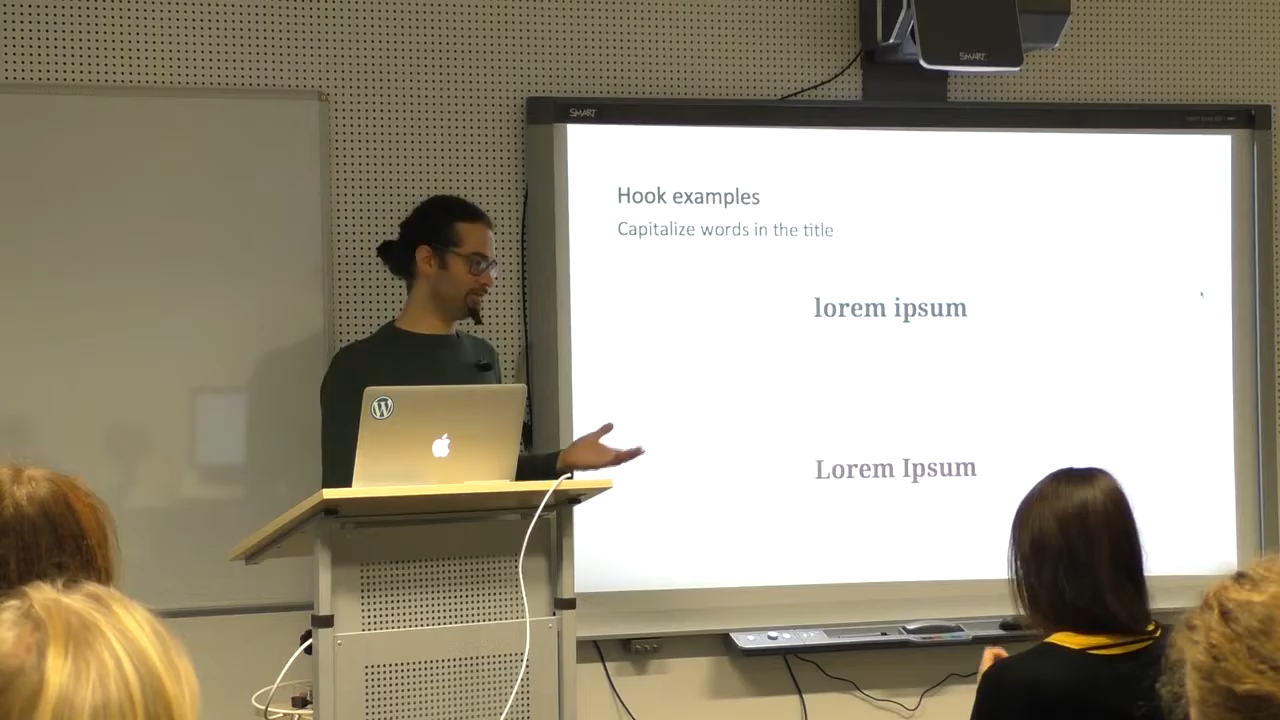 SMART
SMART
Hook examples
Capitalize words in the title
lorem ipsum
Lorem Ipsum
W